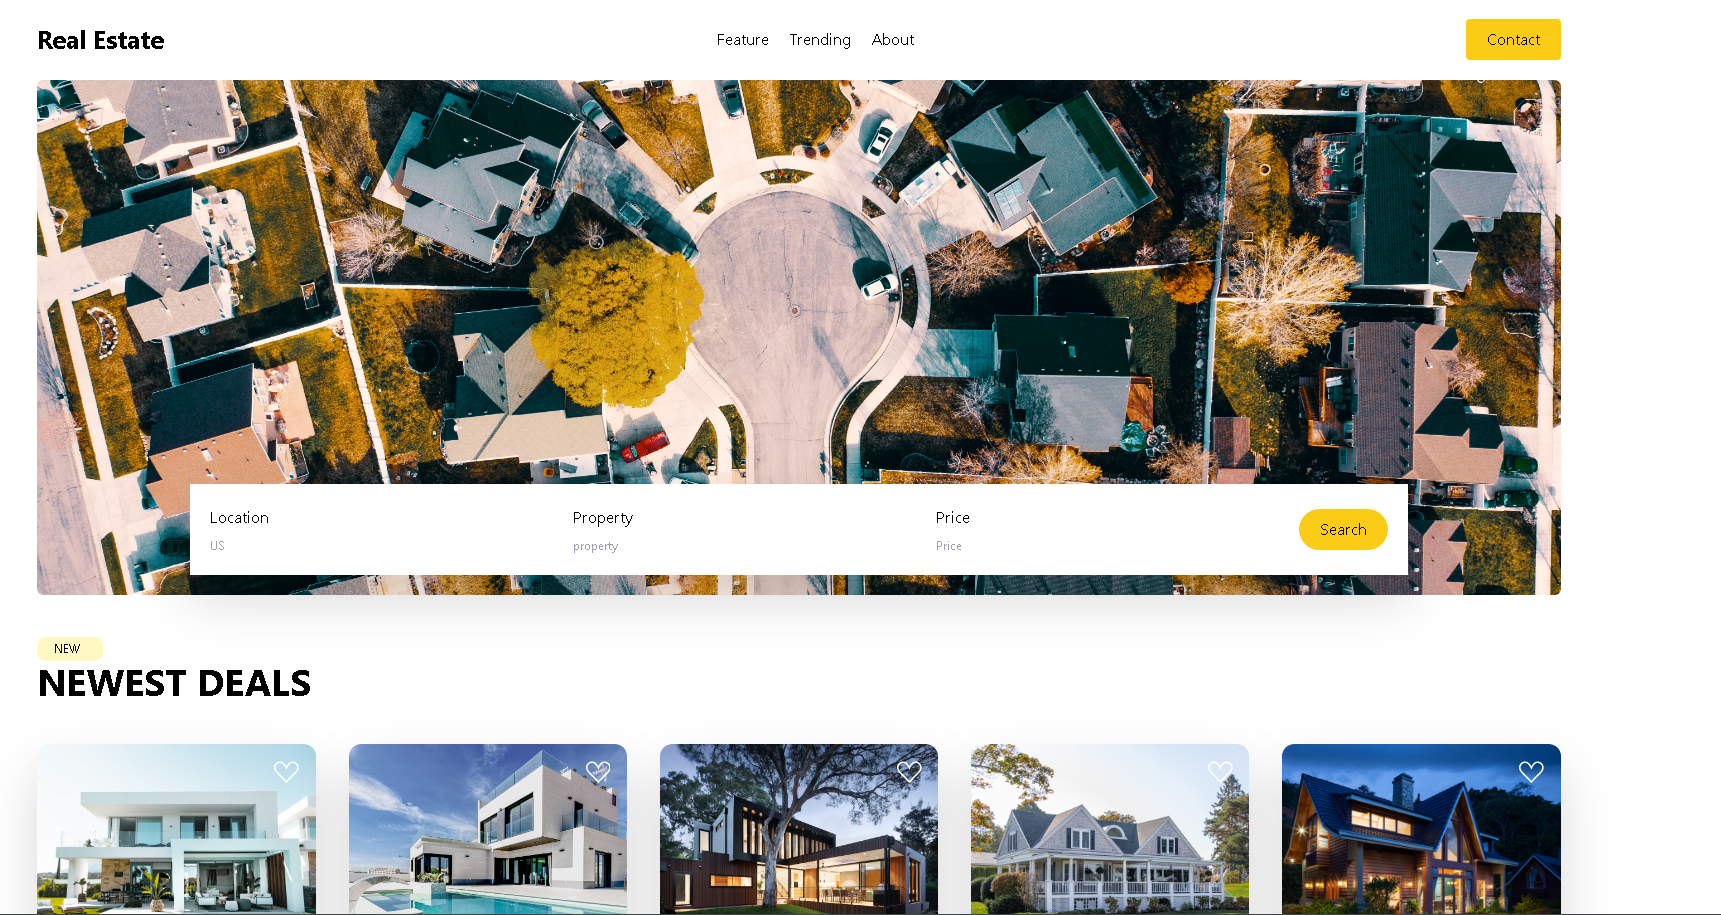 Real Estate
Feature Trending About
Contact
Location Property Price
US property Price
Search
NEW
NEWEST DEALS